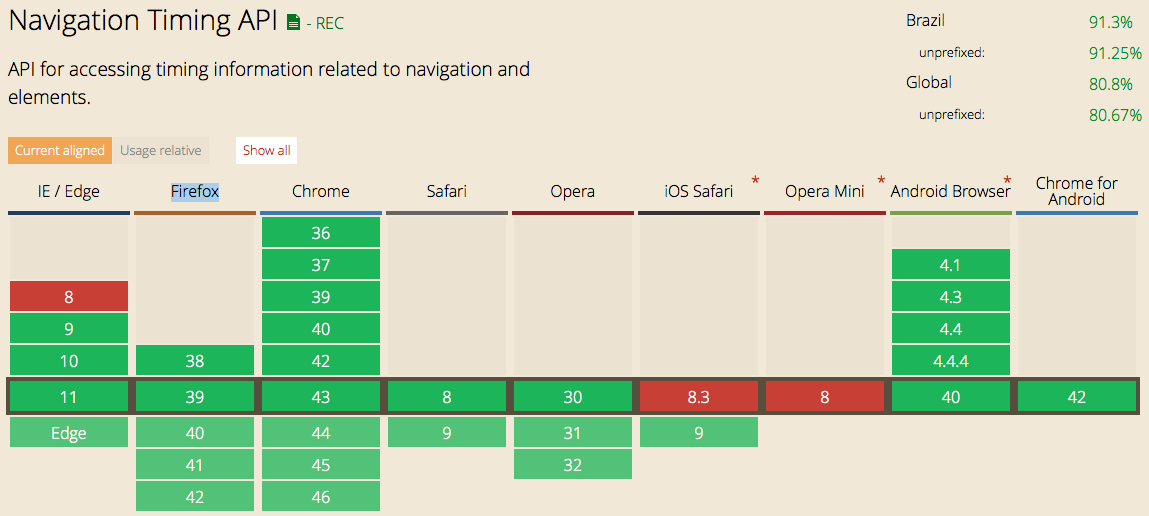 Navigation Timing API - REC
API for accessing timing information related to navigation and
elements.
Brazil 91.3%
unprefixed: 91.25%
Global 80.8%
unprefixed: 80.67%
Current aligned Usage relative Show all
IE / Edge Firefox Chrome Safari Opera iOS Safari * Opera Mini * Android Browser * Chrome for
Android
36
37 4.1
8 39 4.3
9 40 4.4
10 38 42 4.4.4
11 39 43 8 30 8.3 8 40 42
Edge 40 44 9 31 9
41 45 32
42 46